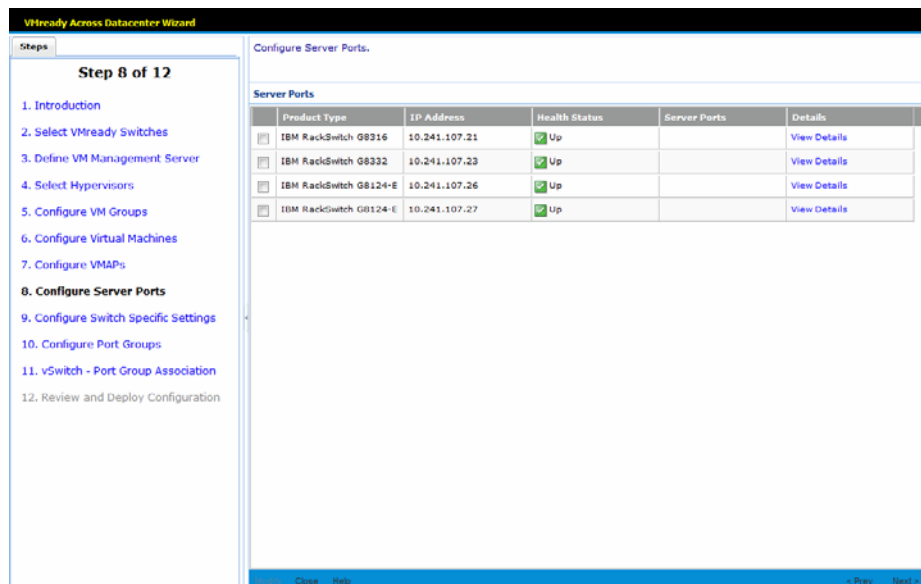 VMready Across Datacenter Wizard
Steps
Step 8 of 12
1. Introduction
2. Select VMready Switches
3. Define VM Management Server
4. Select Hypervisors
5. Configure VM Groups
6. Configure Virtual Machines
7. Configure VMAPs
8. Configure Server Ports
9. Configure Switch Specific Settings
10. Configure Port Groups
11. vSwitch - Port Group Association
12. Review and Deploy Configuration
Configure Server Ports.
Server Ports
Product Type IP Address Health Status Server Ports Details
IBM RackSwitch G8316 10.241.107.21 Up View Details
IBM RackSwitch G8332 10.241.107.23 Up View Details
IBM RackSwitch G8124-E 10.241.107.26 Up View Details
IBM RackSwitch G8124-E 10.241.107.27 Up View Details
Close Help < Prev Next >